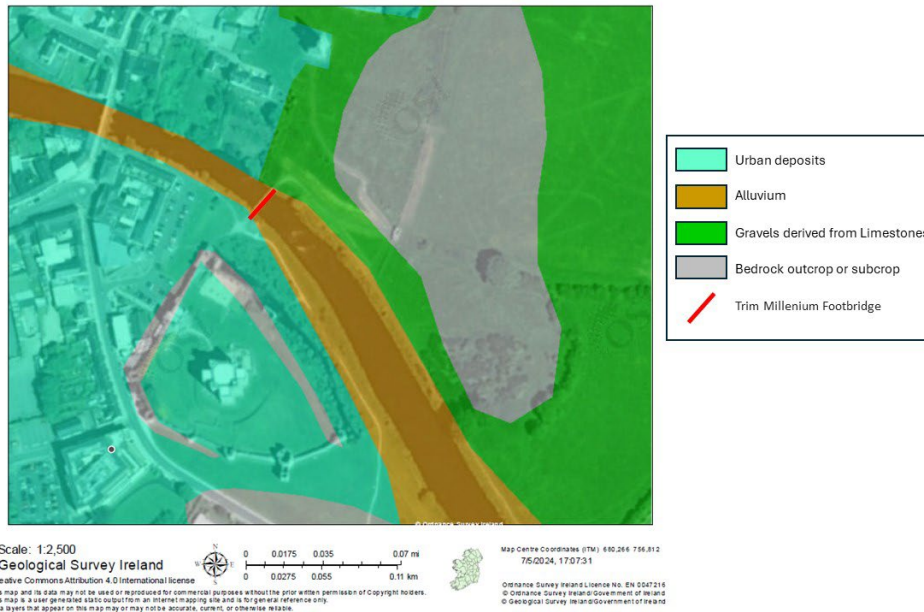 Urban deposits
Alluvium
Gravels derived from Limestones
Bedrock outcrop or subcrop
Trim Millenium Footbridge
© Ordnance Survey Ireland
Scale: 1:2,500
Geological Survey Ireland
eative Commons Attribution 4.0 International license
s map and its data may not be used or reproduced for commercial purposes without the prior written permission of Copyright holders.
s map is a user generated static output from an Internet mapping site and is for general reference only.
a layers that appear on this map may or may not be accurate, current, or otherwise reliable.
N
W E
S
0 0.0175 0.035 0.07 mi
0 0.0275 0.055 0.11 km
Map Centre Coordinates (ITM) 680,266 756,812
7/5/2024, 17:07:31
Ordnance Survey Ireland Licence No. EN 0047216
© Ordnance Survey Ireland/Government of Ireland
© Geological Survey Ireland/Government of Ireland